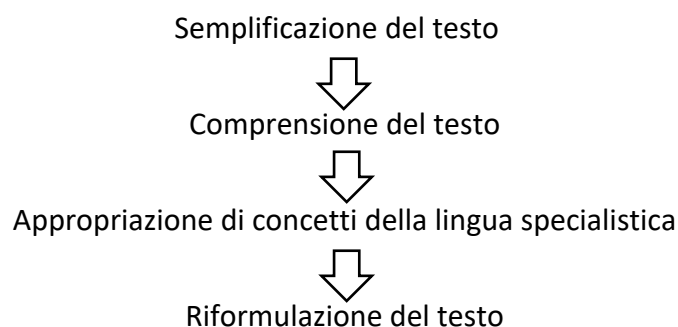 Semplificazione del testo
Comprensione del testo
Appropriazione di concetti della lingua specialistica
Riformulazione del testo